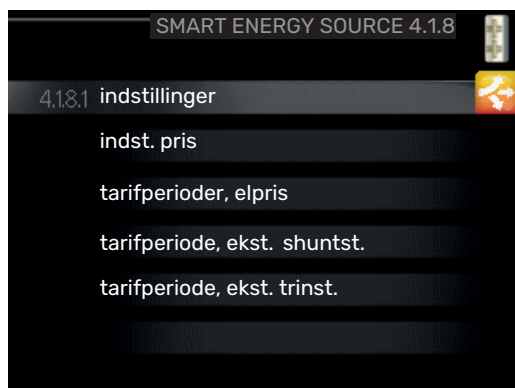 SMART ENERGY SOURCE 4.1.8
4.1.8.1 indstillinger
indst. pris
tarifperioder, elpris
tarifperiode, ekst. shuntst.
tarifperiode, ekst. trinst.